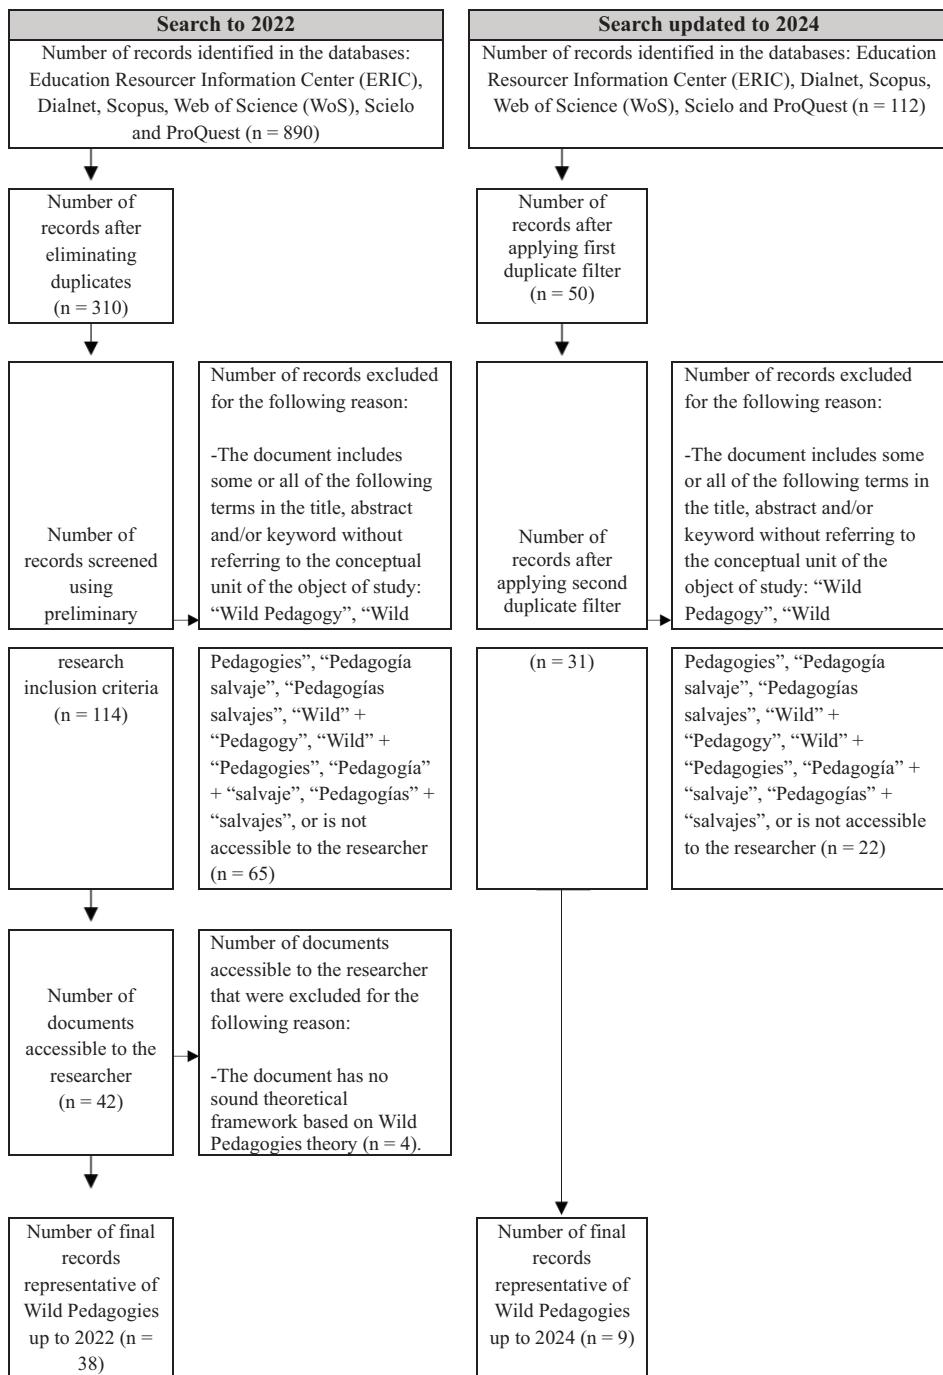 Search to 2022
Number of records identified in the databases:
Education Resourcer Information Center (ERIC),
Dialnet, Scopus, Web of Science (WoS), Scielo
and ProQuest (n = 890)
Search updated to 2024
Number of records identified in the databases: Education
Resourcer Information Center (ERIC), Dialnet, Scopus,
Web of Science (WoS), Scielo and ProQuest (n = 112)
Number of
records after
eliminating
duplicates
(n = 310)
Number of
records after
applying first
duplicate filter
(n = 50)
Number of
records screened
using
preliminary
Number of records excluded
for the following reason:
-The document includes
some or all of the following
terms in the title, abstract
and/or keyword without
referring to the conceptual
unit of the object of study:
“Wild Pedagogy”, “Wild
Number of
records after
applying second
duplicate filter
Number of records excluded
for the following reason:
-The document includes some
or all of the following terms in
the title, abstract and/or
keyword without referring to
the conceptual unit of the
object of study: “Wild
Pedagogy”, “Wild
research
inclusion criteria
(n = 114)
Pedagogies”, “Pedagogía
salvaje”, “Pedagogías
salvajes”, “Wild” +
“Pedagogy”, “Wild” +
“Pedagogies”, “Pedagogía”
+ “salvaje”, “Pedagogías” +
“salvajes”, or is not
accessible to the researcher
(n = 65)
(n = 31)
Pedagogies”, “Pedagogía
salvaje”, “Pedagogías
salvajes”, “Wild” +
“Pedagogy”, “Wild” +
“Pedagogies”, “Pedagogía” +
“salvaje”, “Pedagogías” +
“salvajes”, or is not accessible
to the researcher (n = 22)
Number of
documents
accessible to the
researcher
(n = 42)
Number of documents
accessible to the researcher
that were excluded for the
following reason:
-The document has no
sound theoretical
framework based on Wild
Pedagogies theory (n = 4).
Number of final
records
representative of
Wild Pedagogies
up to 2022 (n =
38)
Number of final
records
representative of
Wild Pedagogies
up to 2024 (n = 9)